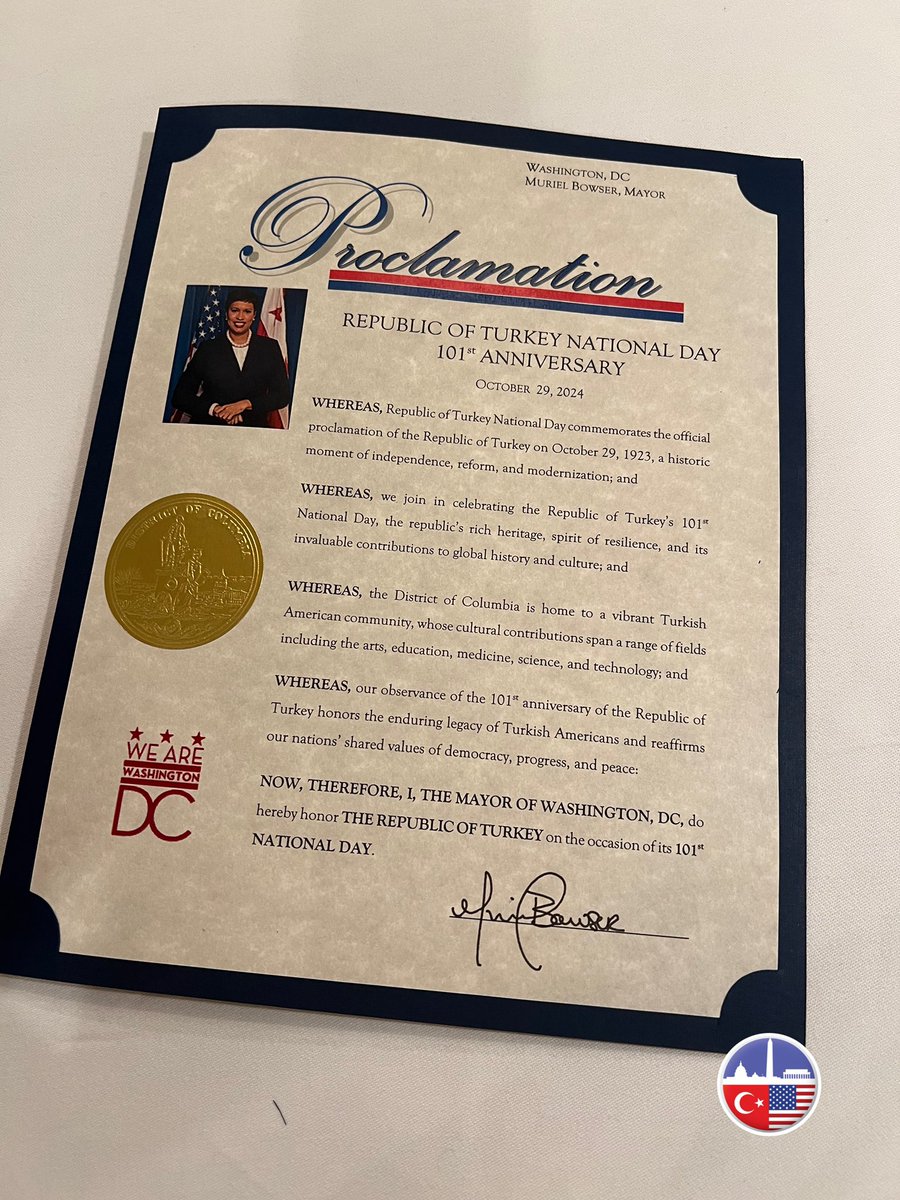 WASHINGTON, DC
MURIEL BOWSER, MAYOR
Proclamation
REPUBLIC OF TURKEY NATIONAL DAY
101st ANNIVERSARY
OCTOBER 29, 2024
WHEREAS, Republic of Turkey National Day commemorates the official
proclamation of the Republic of Turkey on October 29, 1923, a historic
moment of independence, reform, and modernization; and
WHEREAS, we join in celebrating the Republic of Turkey's 101st
National Day, the republic's rich heritage, spirit of resilience, and its
invaluable contributions to global history and culture; and
WHEREAS, the District of Columbia is home to a vibrant Turkish
American community, whose cultural contributions span a range of fields
including the arts, education, medicine, science, and technology; and
WHEREAS, our observance of the 101st anniversary of the Republic of
Turkey honors the enduring legacy of Turkish Americans and reaffirms
our nations' shared values of democracy, progress, and peace:
NOW, THEREFORE, I, THE MAYOR OF WASHINGTON, DC, do
hereby honor THE REPUBLIC OF TURKEY on the occasion of its 101st
NATIONAL DAY.
DISTRICT OF COLUMBIA
WE ARE
WASHINGTON
DC
Muriel Bowser